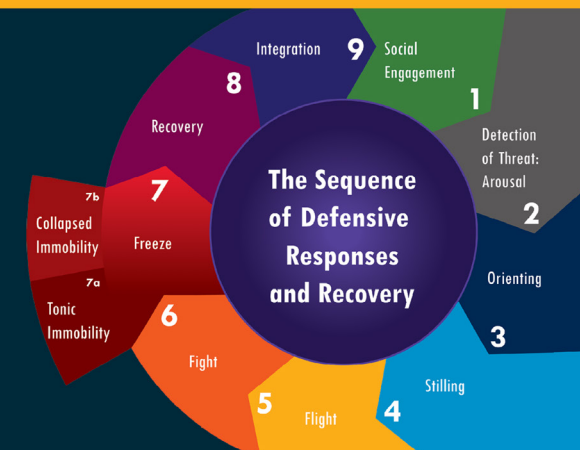 The Sequence
of Defensive
Responses
and Recovery
Social
Engagement
1
Detection
of Threat:
Arousal
2
Orienting
3
Stilling
4
Flight
5
Fight
6
Freeze
7
7a
Tonic
Immobility
7b
Collapsed
Immobility
Recovery
8
Integration
9